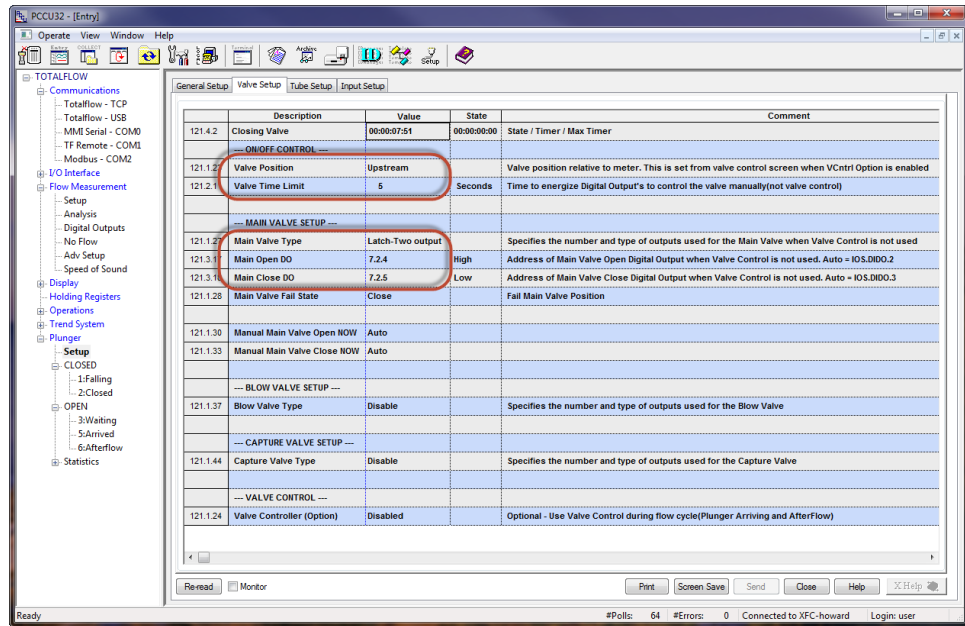 PCCU32 - [Entry]
Operate View Window Help
Entry COLLECT Terminal Archive Setup
TOTALFLOW
Communications
Totalflow - TCP
Totalflow - USB
MMI Serial - COM0
TF Remote - COM1
Modbus - COM2
I/O Interface
Flow Measurement
Setup
Analysis
Digital Outputs
No Flow
Adv Setup
Speed of Sound
Display
Holding Registers
Operations
Trend System
Plunger
Setup
CLOSED
1:Falling
2:Closed
OPEN
3:Waiting
5:Arrived
6:Afterflow
Statistics
General Setup Valve Setup Tube Setup Input Setup
Description Value State Comment
121.4.2 Closing Valve 00:00:07:51 00:00:00:00 State / Timer / Max Timer
--- ON/OFF CONTROL ---
121.1.2 Valve Position Upstream Valve position relative to meter. This is set from valve control screen when VCntrl Option is enabled
121.2.1 Valve Time Limit 5 Seconds Time to energize Digital Output's to control the valve manually(not valve control)
--- MAIN VALVE SETUP ---
121.1.27 Main Valve Type Latch-Two output Specifies the number and type of outputs used for the Main Valve when Valve Control is not used
121.3.1 Main Open DO 7.2.4 High Address of Main Valve Open Digital Output when Valve Control is not used. Auto = IOS.DIDO.2
121.3.1 Main Close DO 7.2.5 Low Address of Main Valve Close Digital Output when Valve Control is not used. Auto = IOS.DIDO.3
121.1.28 Main Valve Fail State Close Fail Main Valve Position
121.1.30 Manual Main Valve Open NOW Auto
121.1.33 Manual Main Valve Close NOW Auto
--- BLOW VALVE SETUP ---
121.1.37 Blow Valve Type Disable Specifies the number and type of outputs used for the Blow Valve
--- CAPTURE VALVE SETUP ---
121.1.44 Capture Valve Type Disable Specifies the number and type of outputs used for the Capture Valve
--- VALVE CONTROL ---
121.1.24 Valve Controller (Option) Disabled Optional - Use Valve Control during flow cycle(Plunger Arriving and AfterFlow)
Re-read Monitor Print Screen Save Send Close Help X Help
Ready #Polls: 64 #Errors: 0 Connected to XFC-howard Login: user